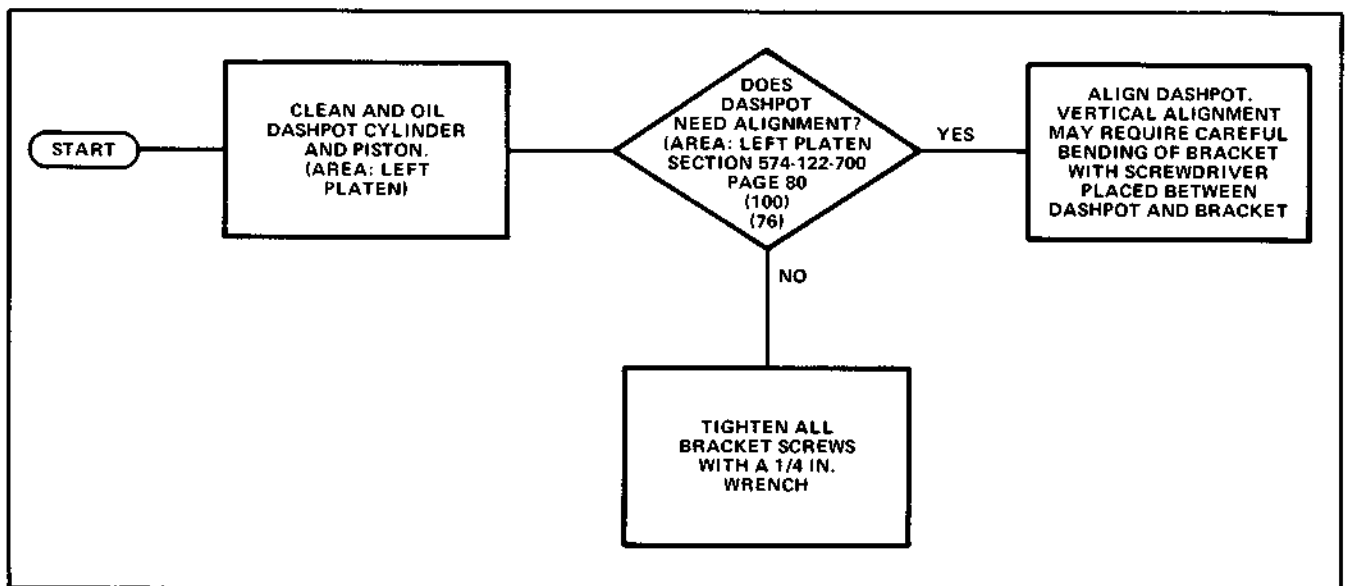 START
CLEAN AND OIL
DASHPOT CYLINDER
AND PISTON.
(AREA: LEFT
PLATEN)
DOES
DASHPOT
NEED ALIGNMENT?
(AREA: LEFT PLATEN
SECTION 574-122-700
PAGE 80
(100)
(76)
YES
ALIGN DASHPOT.
VERTICAL ALIGNMENT
MAY REQUIRE CAREFUL
BENDING OF BRACKET
WITH SCREWDRIVER
PLACED BETWEEN
DASHPOT AND BRACKET
NO
TIGHTEN ALL
BRACKET SCREWS
WITH A 1/4 IN.
WRENCH